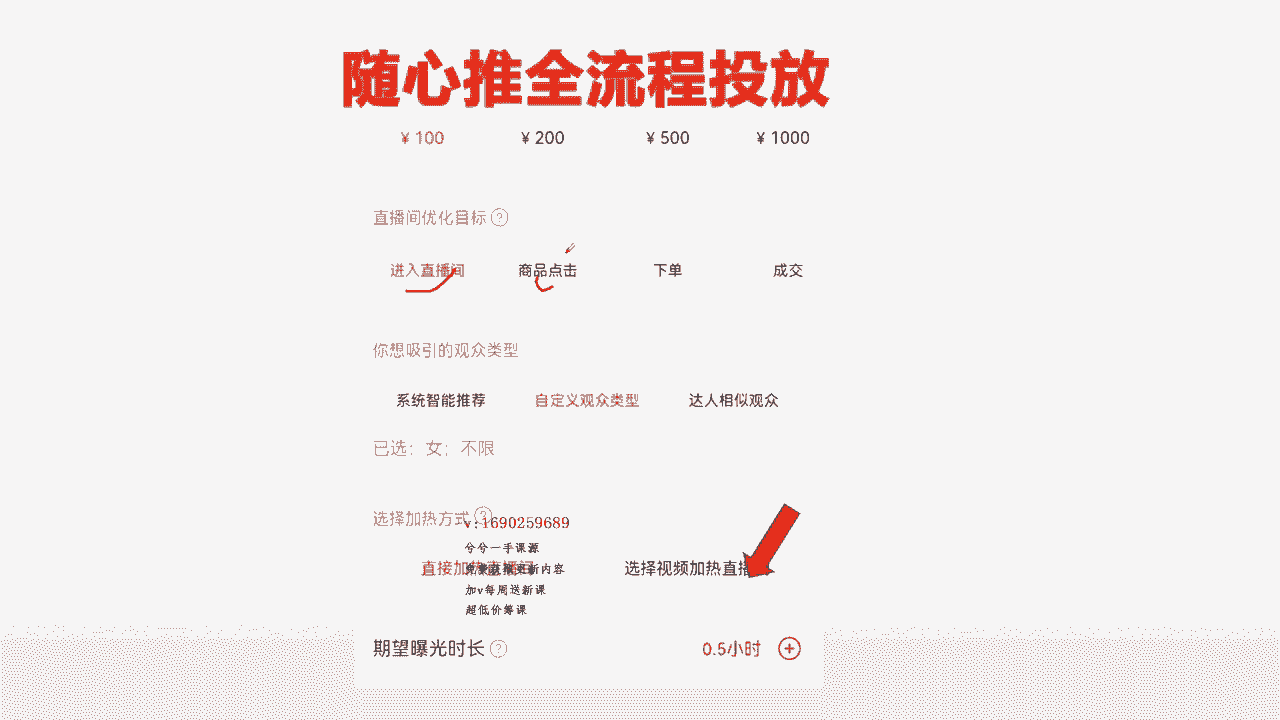 随心推全流程投放
¥ 100 ¥ 200 ¥ 500 ¥ 1000
直播间优化目标 ?
进入直播间 商品点击 下单 成交
你想吸引的观众类型
系统智能推荐 自定义观众类型 达人相似观众
已选：女；不限
选择加热方式 ?
v:1690259689
兮兮一手课源
直接加热直播间 选择视频加热直播
更新内容
加v每周送新课
超低价筹课
期望曝光时长 ? 0.5小时 +